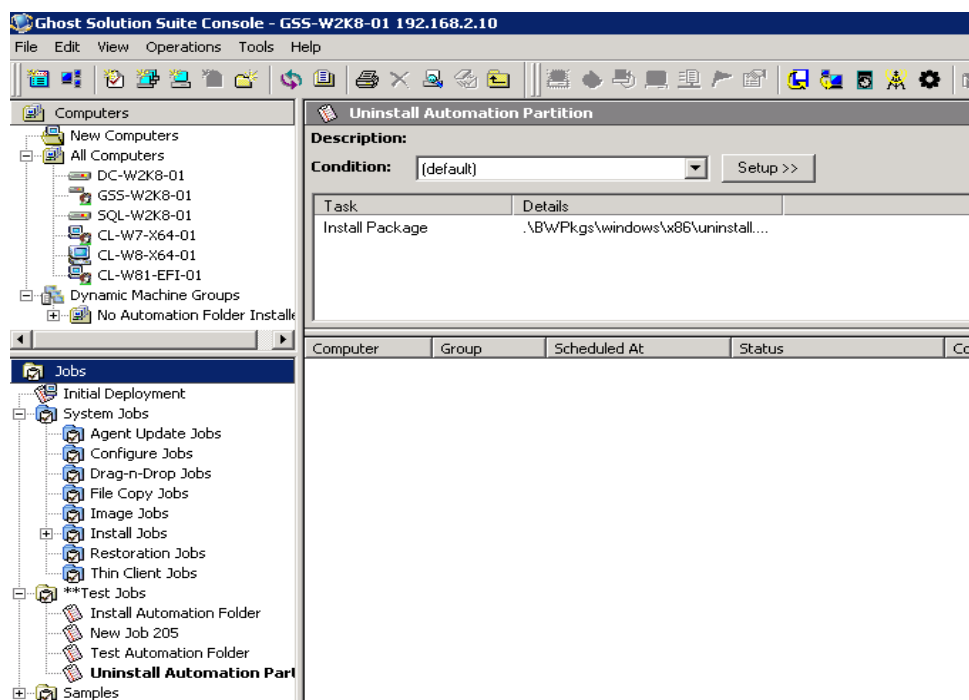 Ghost Solution Suite Console - GSS-W2K8-01 192.168.2.10
File Edit View Operations Tools Help
Computers
New Computers
All Computers
DC-W2K8-01
GSS-W2K8-01
SQL-W2K8-01
CL-W7-X64-01
CL-W8-X64-01
CL-W81-EFI-01
Dynamic Machine Groups
No Automation Folder Installe
Jobs
Initial Deployment
System Jobs
Agent Update Jobs
Configure Jobs
Drag-n-Drop Jobs
File Copy Jobs
Image Jobs
Install Jobs
Restoration Jobs
Thin Client Jobs
**Test Jobs
Install Automation Folder
New Job 205
Test Automation Folder
Uninstall Automation Part
Samples
Uninstall Automation Partition
Description:
Condition: (default) Setup >>
Task Details
Install Package .\BWPkgs\windows\x86\uninstall....
Computer Group Scheduled At Status Co